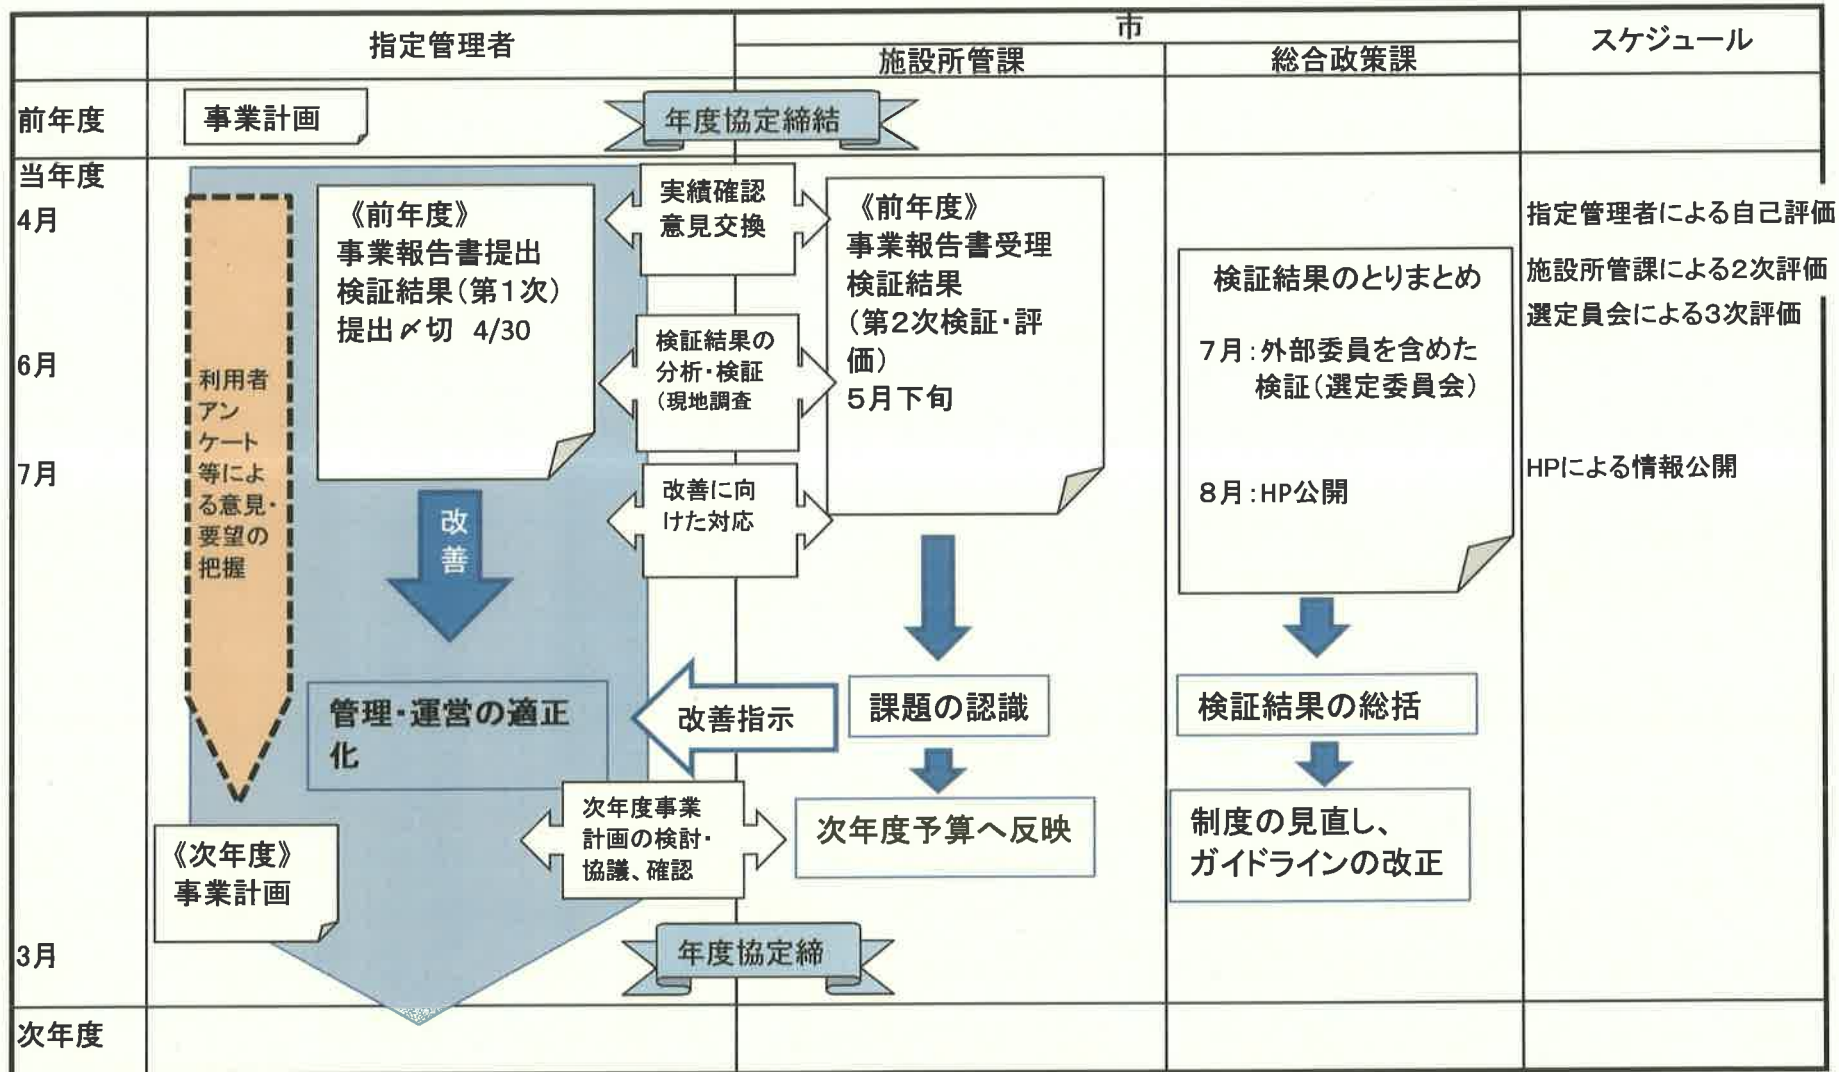 指定管理者
市
スケジュール
施設所管課
総合政策課
前年度
事業計画
年度協定締結
当年度
4月
6月
7月
3月
次年度
利用者
アン
ケート
等によ
る意見・
要望の
把握
《前年度》
事業報告書提出
検証結果(第1次)
提出〆切 4/30
実績確認
意見交換
検証結果の
分析・検証
(現地調査
改善に向
けた対応
《前年度》
事業報告書受理
検証結果
(第2次検証・評
価)
5月下旬
検証結果のとりまとめ
7月:外部委員を含めた
検証(選定委員会)
8月:HP公開
指定管理者による自己評価
施設所管課による2次評価
選定員会による3次評価
HPによる情報公開
改
善
管理・運営の適正
化
改善指示
課題の認識
検証結果の総括
次年度事業
計画の検討・
協議、確認
次年度予算へ反映
制度の見直し、
ガイドラインの改正
《次年度》
事業計画
年度協定締